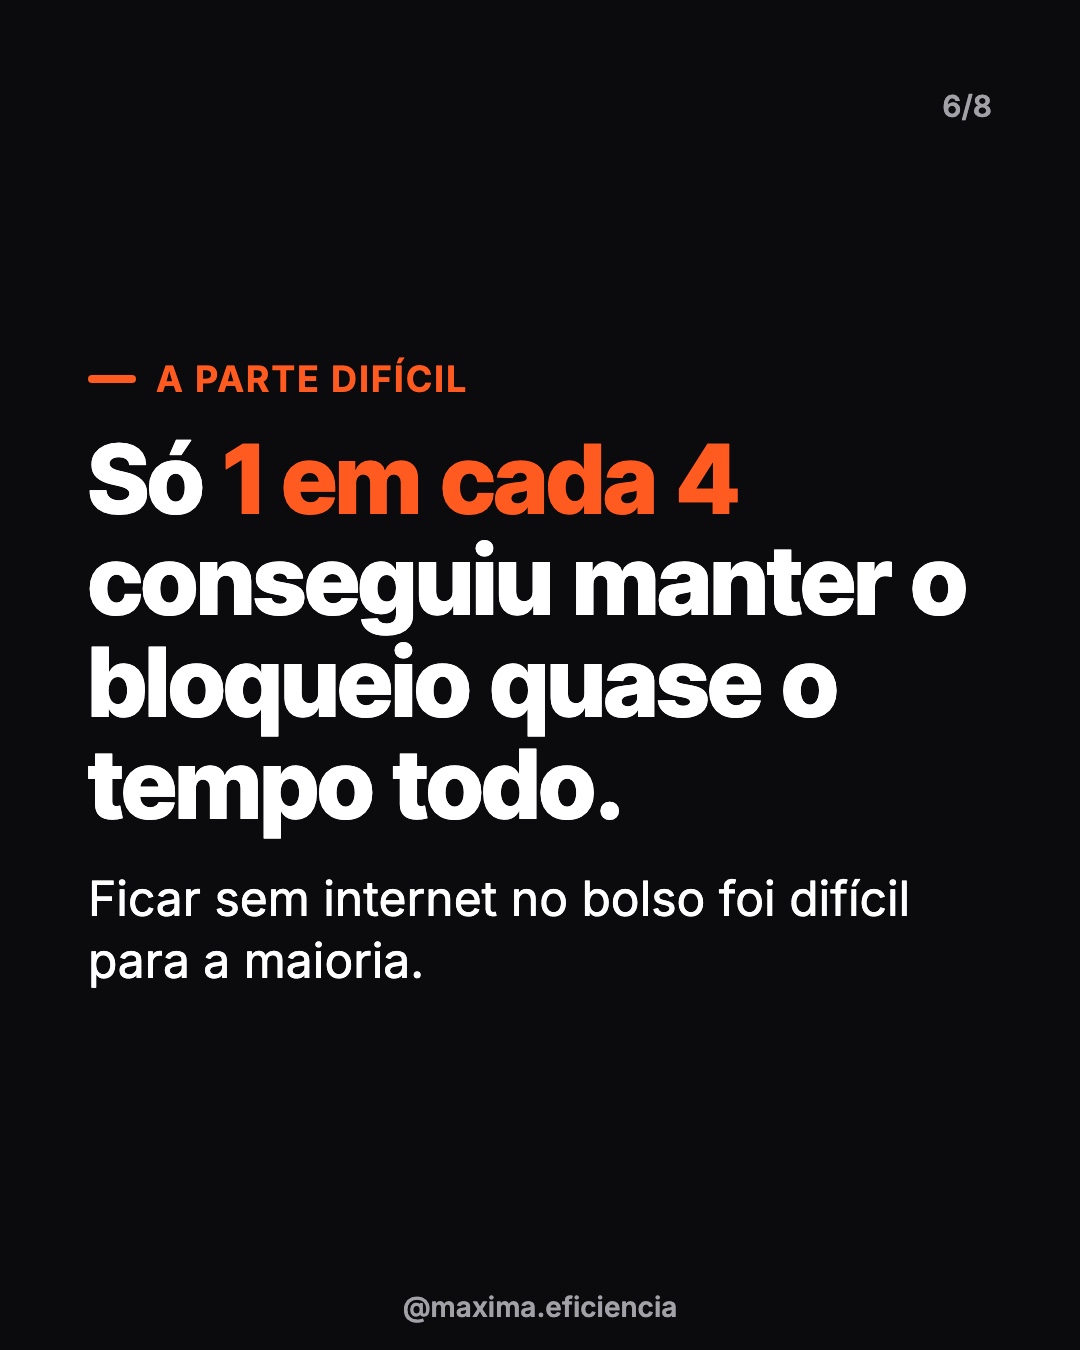 6/8
A PARTE DIFÍCIL
Só 1 em cada 4
conseguiu manter o
bloqueio quase o
tempo todo.
Ficar sem internet no bolso foi difícil
para a maioria.
@maxima.eficiencia